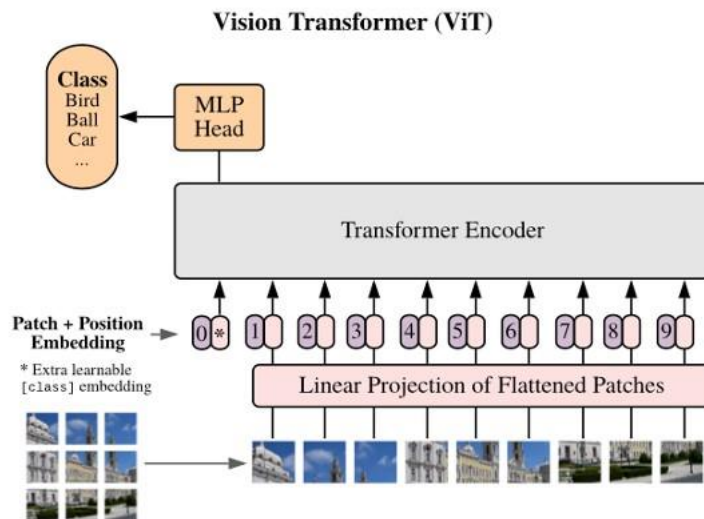 Vision Transformer (ViT)
Class
Bird
Ball
Car
...
MLP
Head
Transformer Encoder
Patch + Position
Embedding
0 * 1 2 3 4 5 6 7 8 9
* Extra learnable
[class] embedding
Linear Projection of Flattened Patches